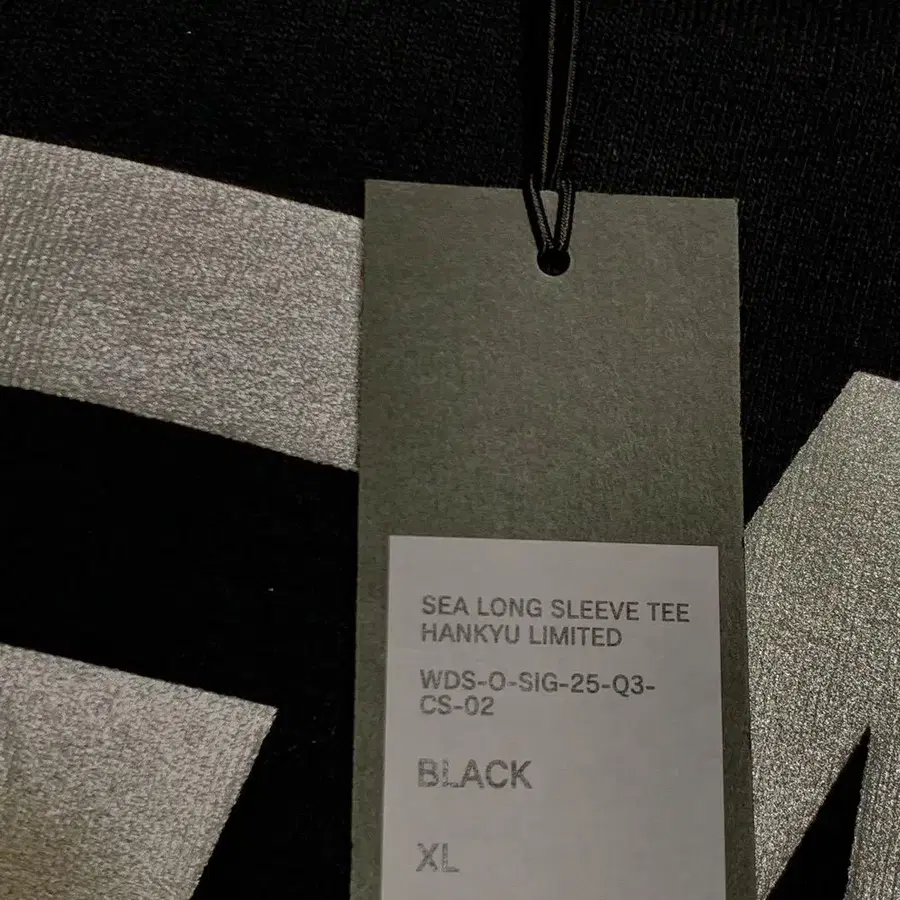 SEA LONG SLEEVE TEE
HANKYU LIMITED
WDS-O-SIG-25-Q3-
CS-02
BLACK
XL